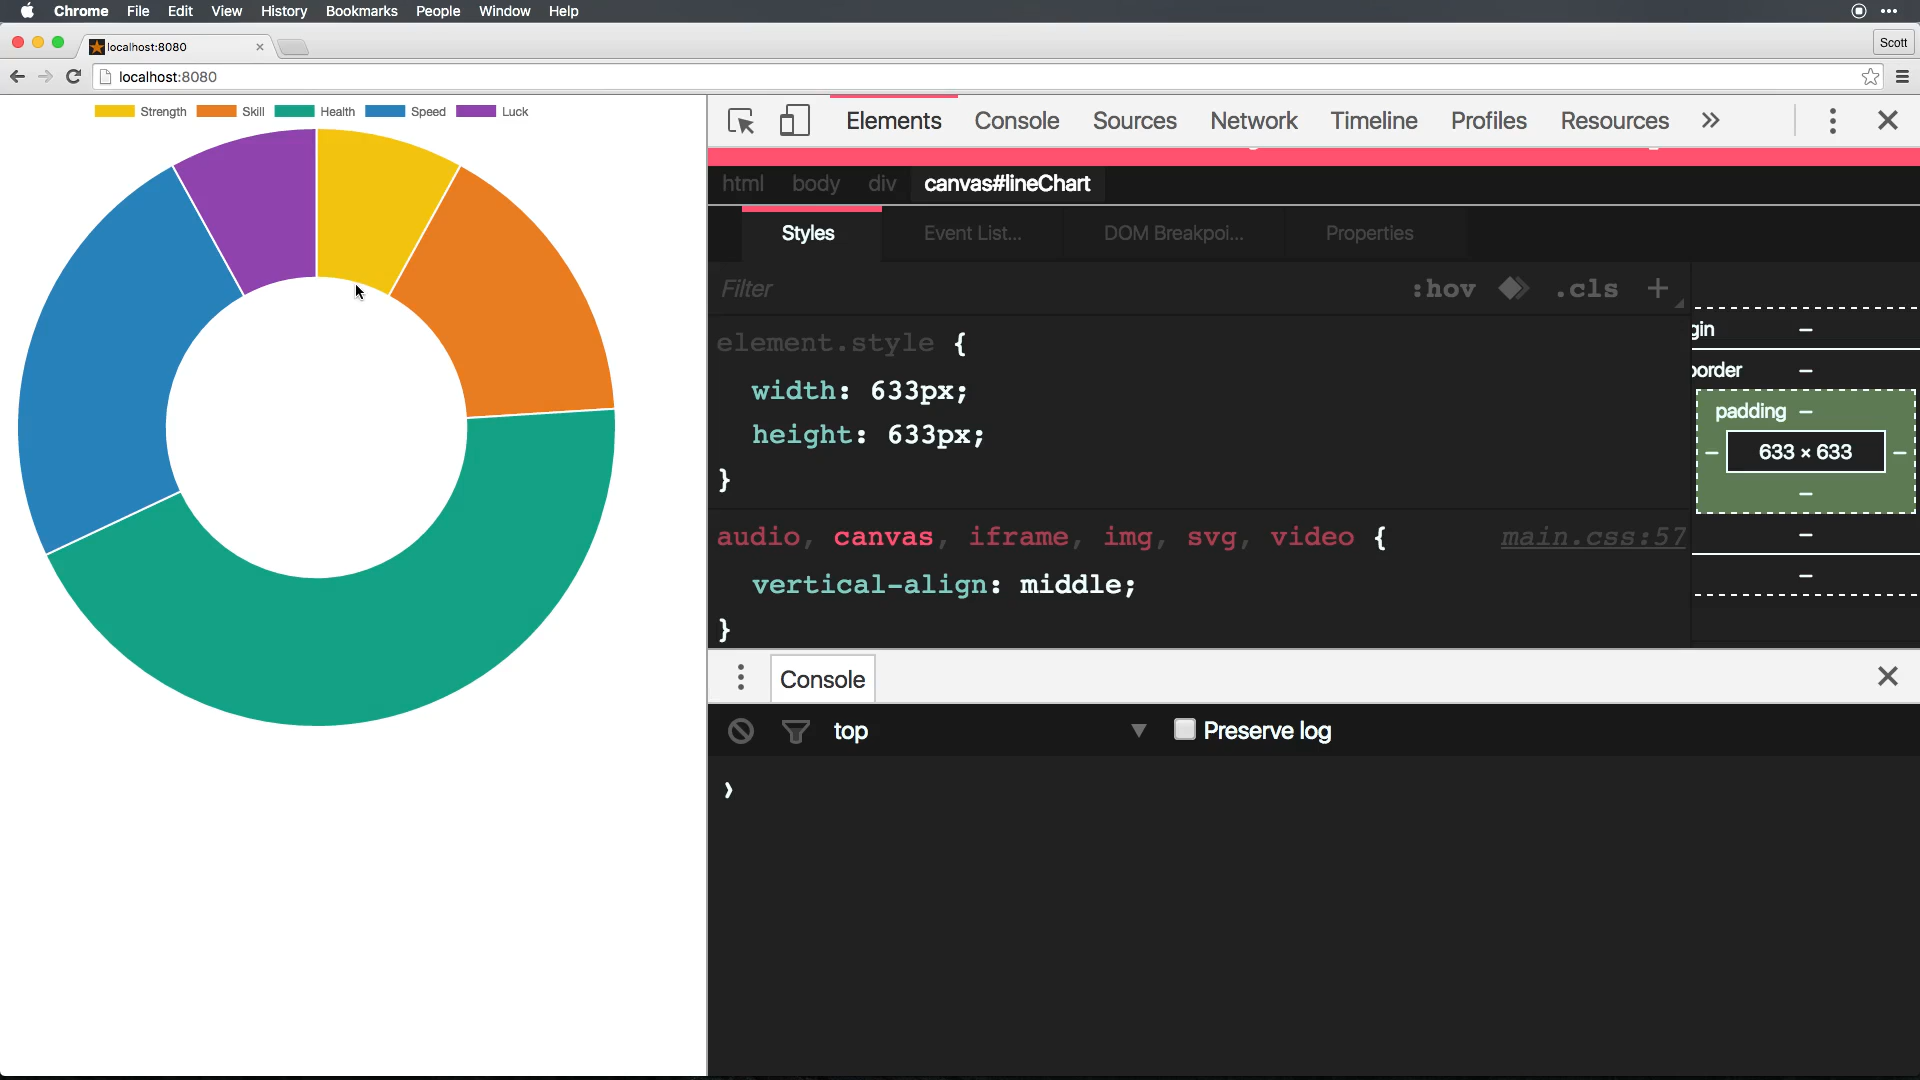 Chrome File Edit View History Bookmarks People Window Help
localhost:8080
Scott
localhost:8080
Strength Skill Health Speed Luck
Elements Console Sources Network Timeline Profiles Resources
html body div canvas#lineChart
Styles Event List... DOM Breakpoi... Properties
Filter :hov .cls +
element.style {
width: 633px;
height: 633px;
}
audio, canvas, iframe, img, svg, video { main.css:57
vertical-align: middle;
}
gin –
border –
padding –
– 633 × 633 –
–
–
–
Console
top Preserve log